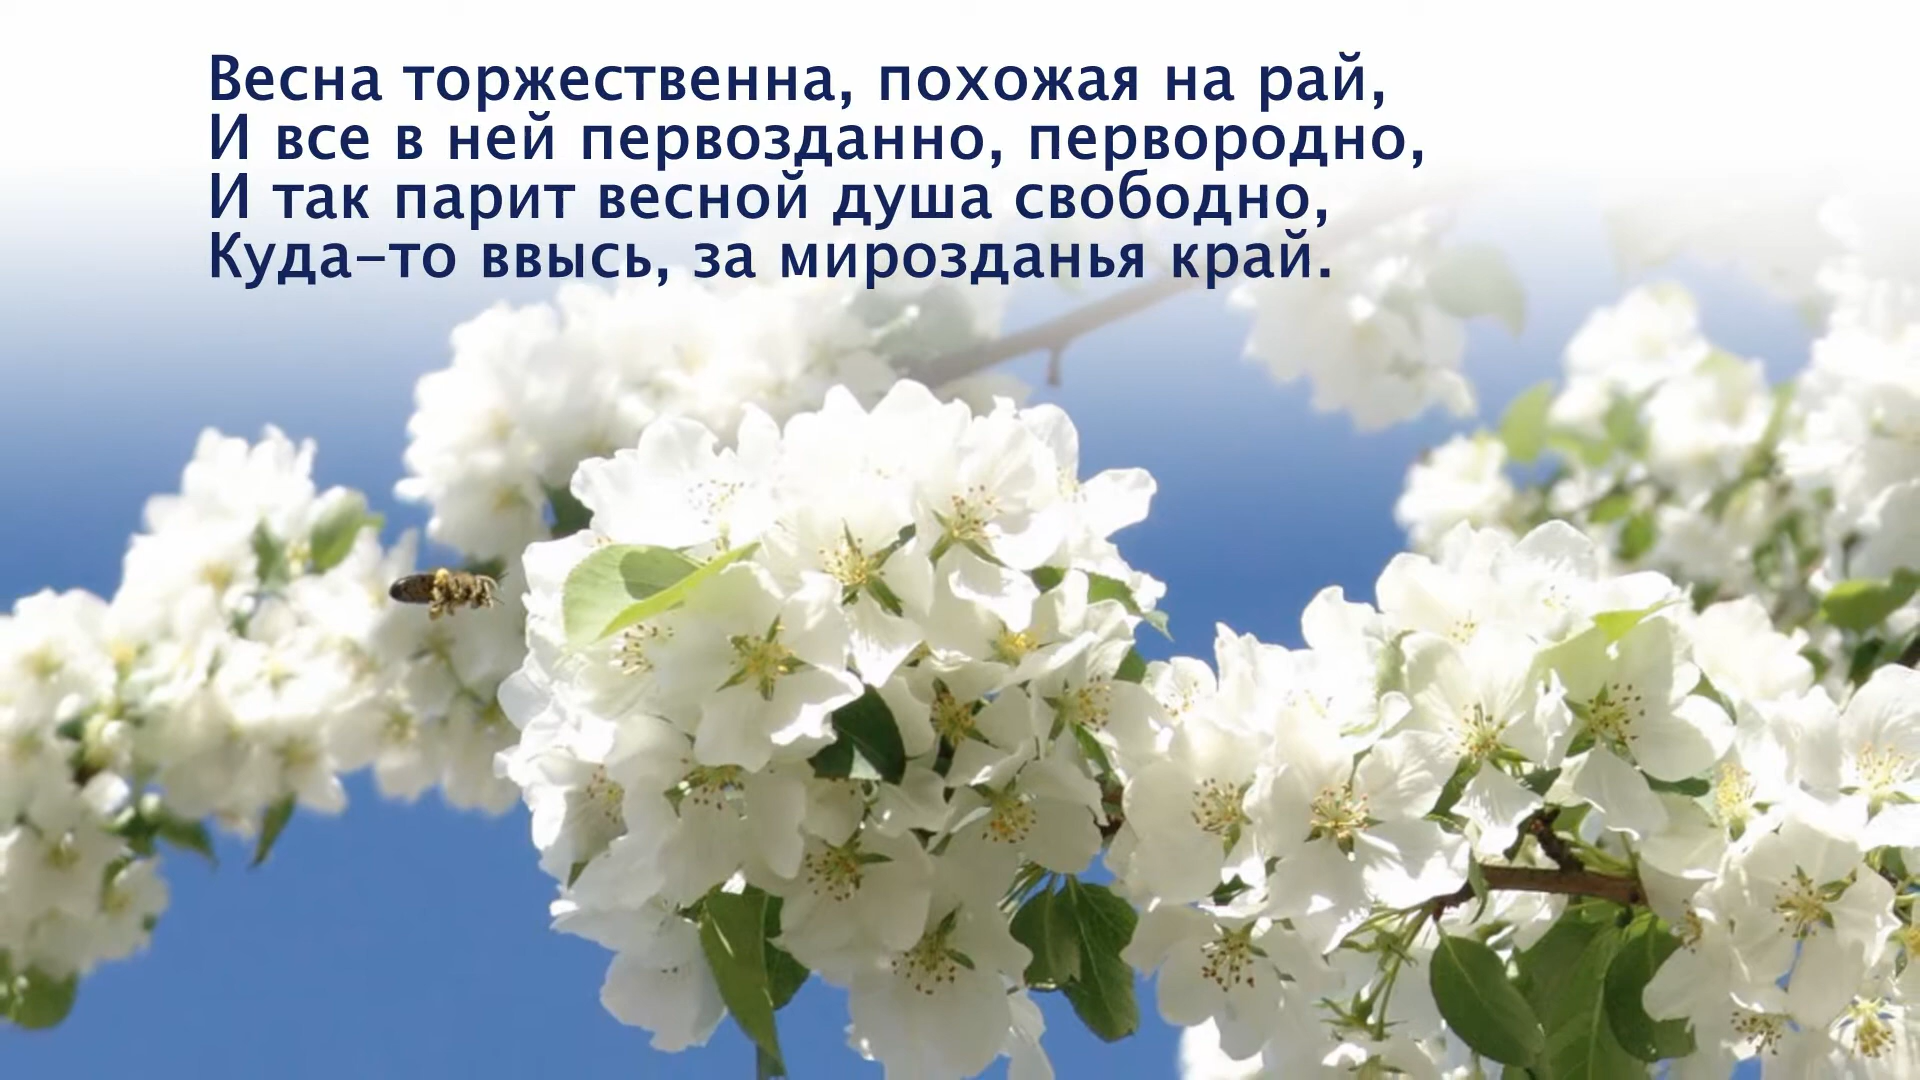 Весна торжественна, похожая на рай,
И все в ней первозданно, первородно,
И так парит весной душа свободно,
Куда-то ввысь, за мирозданья край.